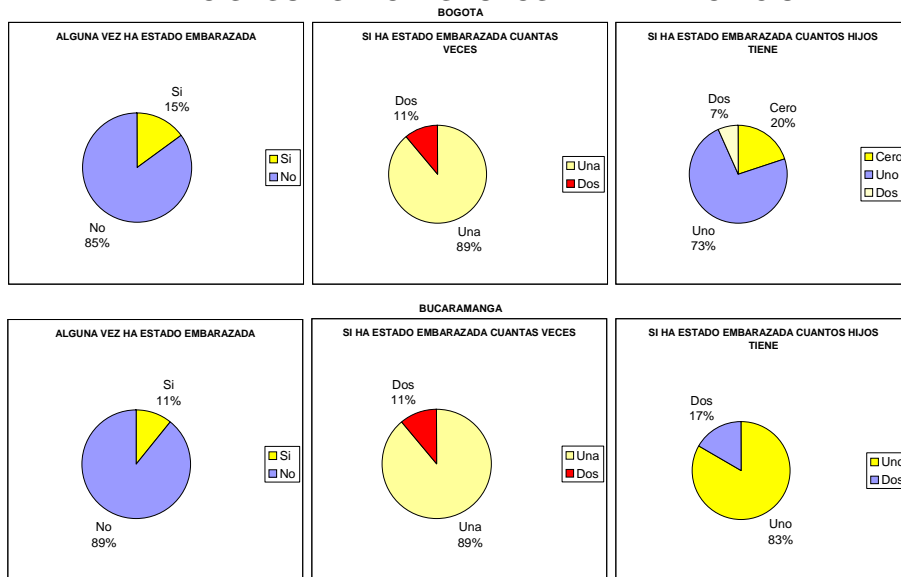 BOGOTA
ALGUNA VEZ HA ESTADO EMBARAZADA
Si
15%
No
85%
Si
No
SI HA ESTADO EMBARAZADA CUANTAS
VECES
Dos
11%
Una
89%
Una
Dos
SI HA ESTADO EMBARAZADA CUANTOS HIJOS
TIENE
Dos
7%
Cero
20%
Uno
73%
Cero
Uno
Dos
BUCARAMANGA
ALGUNA VEZ HA ESTADO EMBARAZADA
Si
11%
No
89%
Si
No
SI HA ESTADO EMBARAZADA CUANTAS VECES
Dos
11%
Una
89%
Una
Dos
SI HA ESTADO EMBARAZADA CUANTOS HIJOS
TIENE
Dos
17%
Uno
83%
Uno
Dos